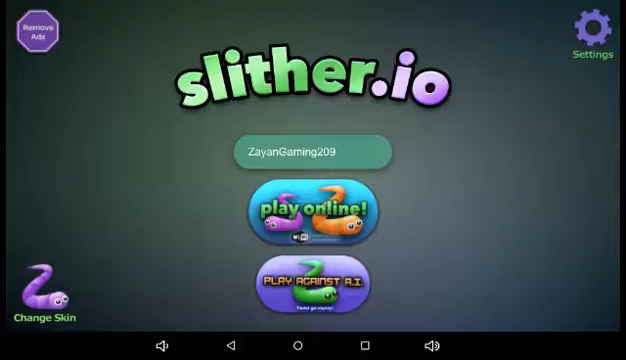 Remove
Ads
Settings
slither.io
ZayanGaming209
play online!
PLAY AGAINST A.I.
Change Skin